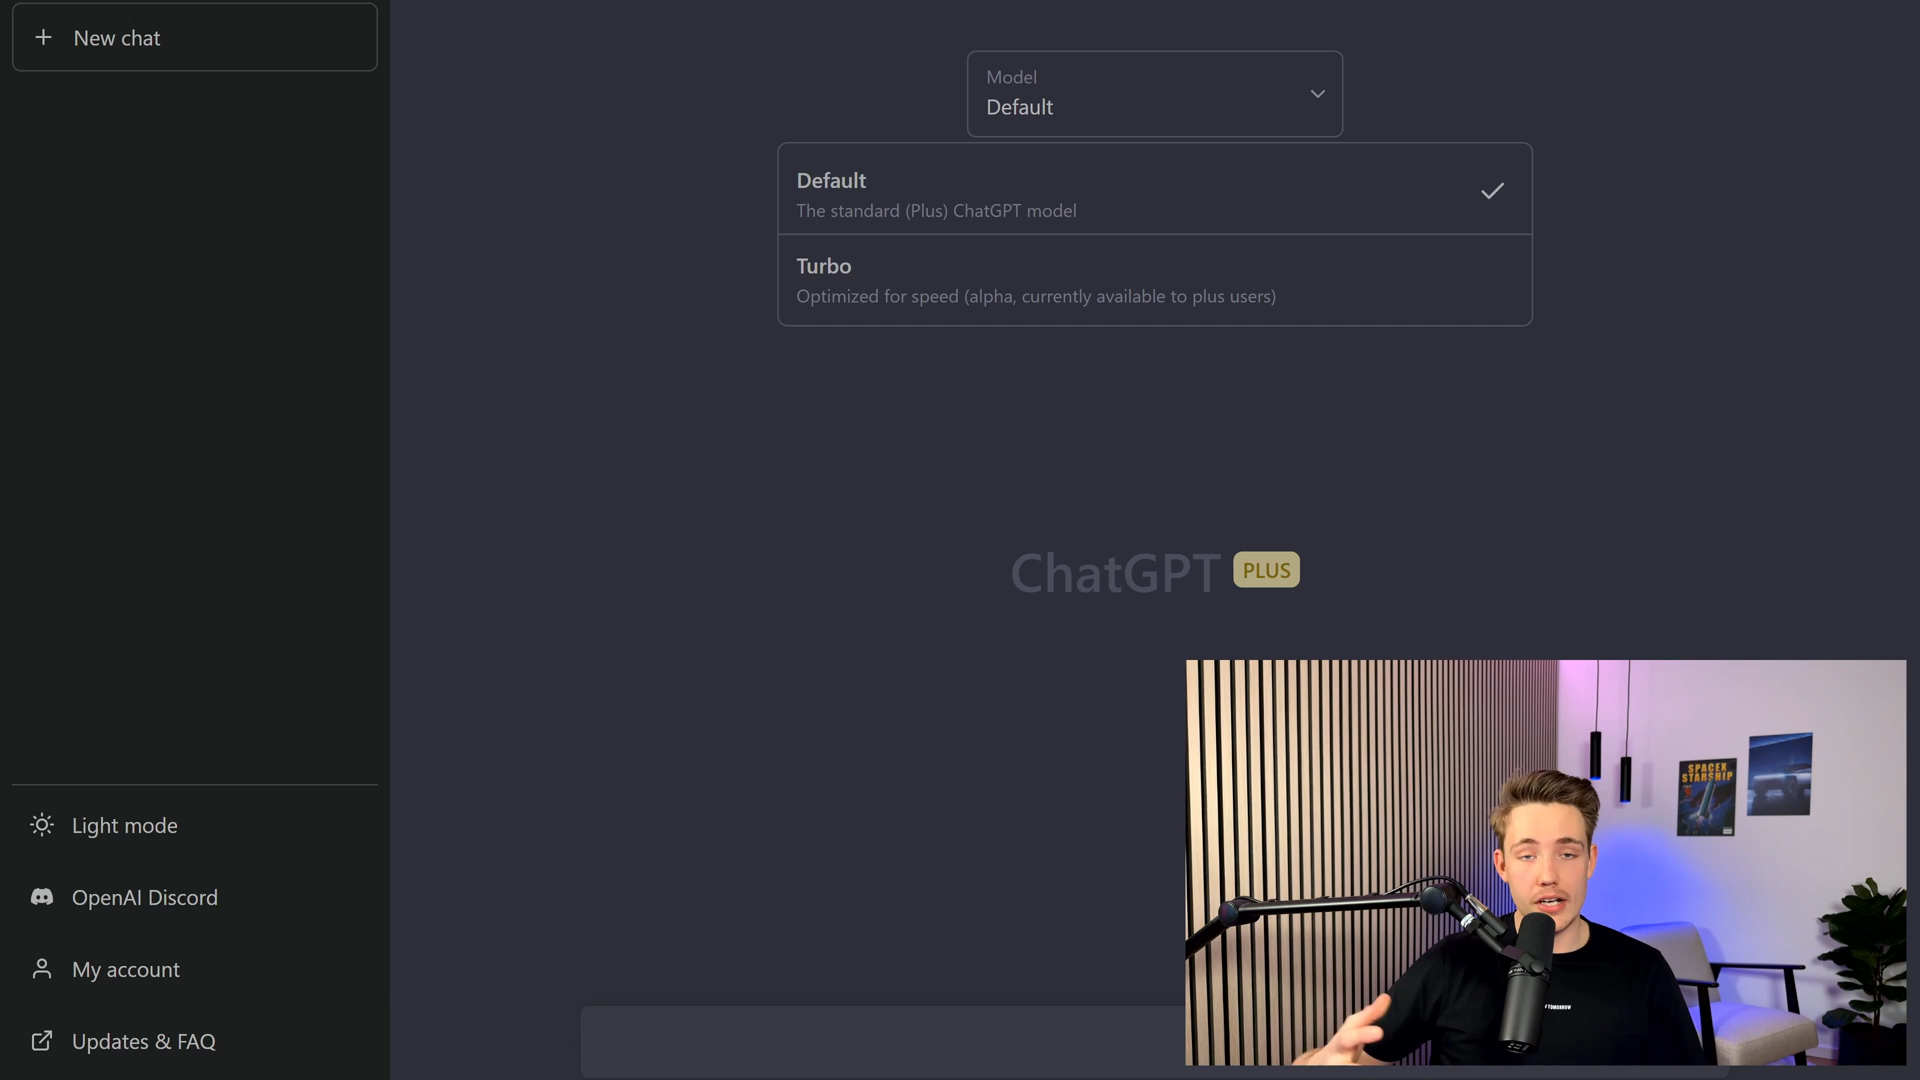 New chat
Model
Default
Default
The standard (Plus) ChatGPT model
Turbo
Optimized for speed (alpha, currently available to plus users)
ChatGPT PLUS
SPACEX
STARSHIP
Light mode
OpenAI Discord
My account
TOMORROW
Updates & FAQ